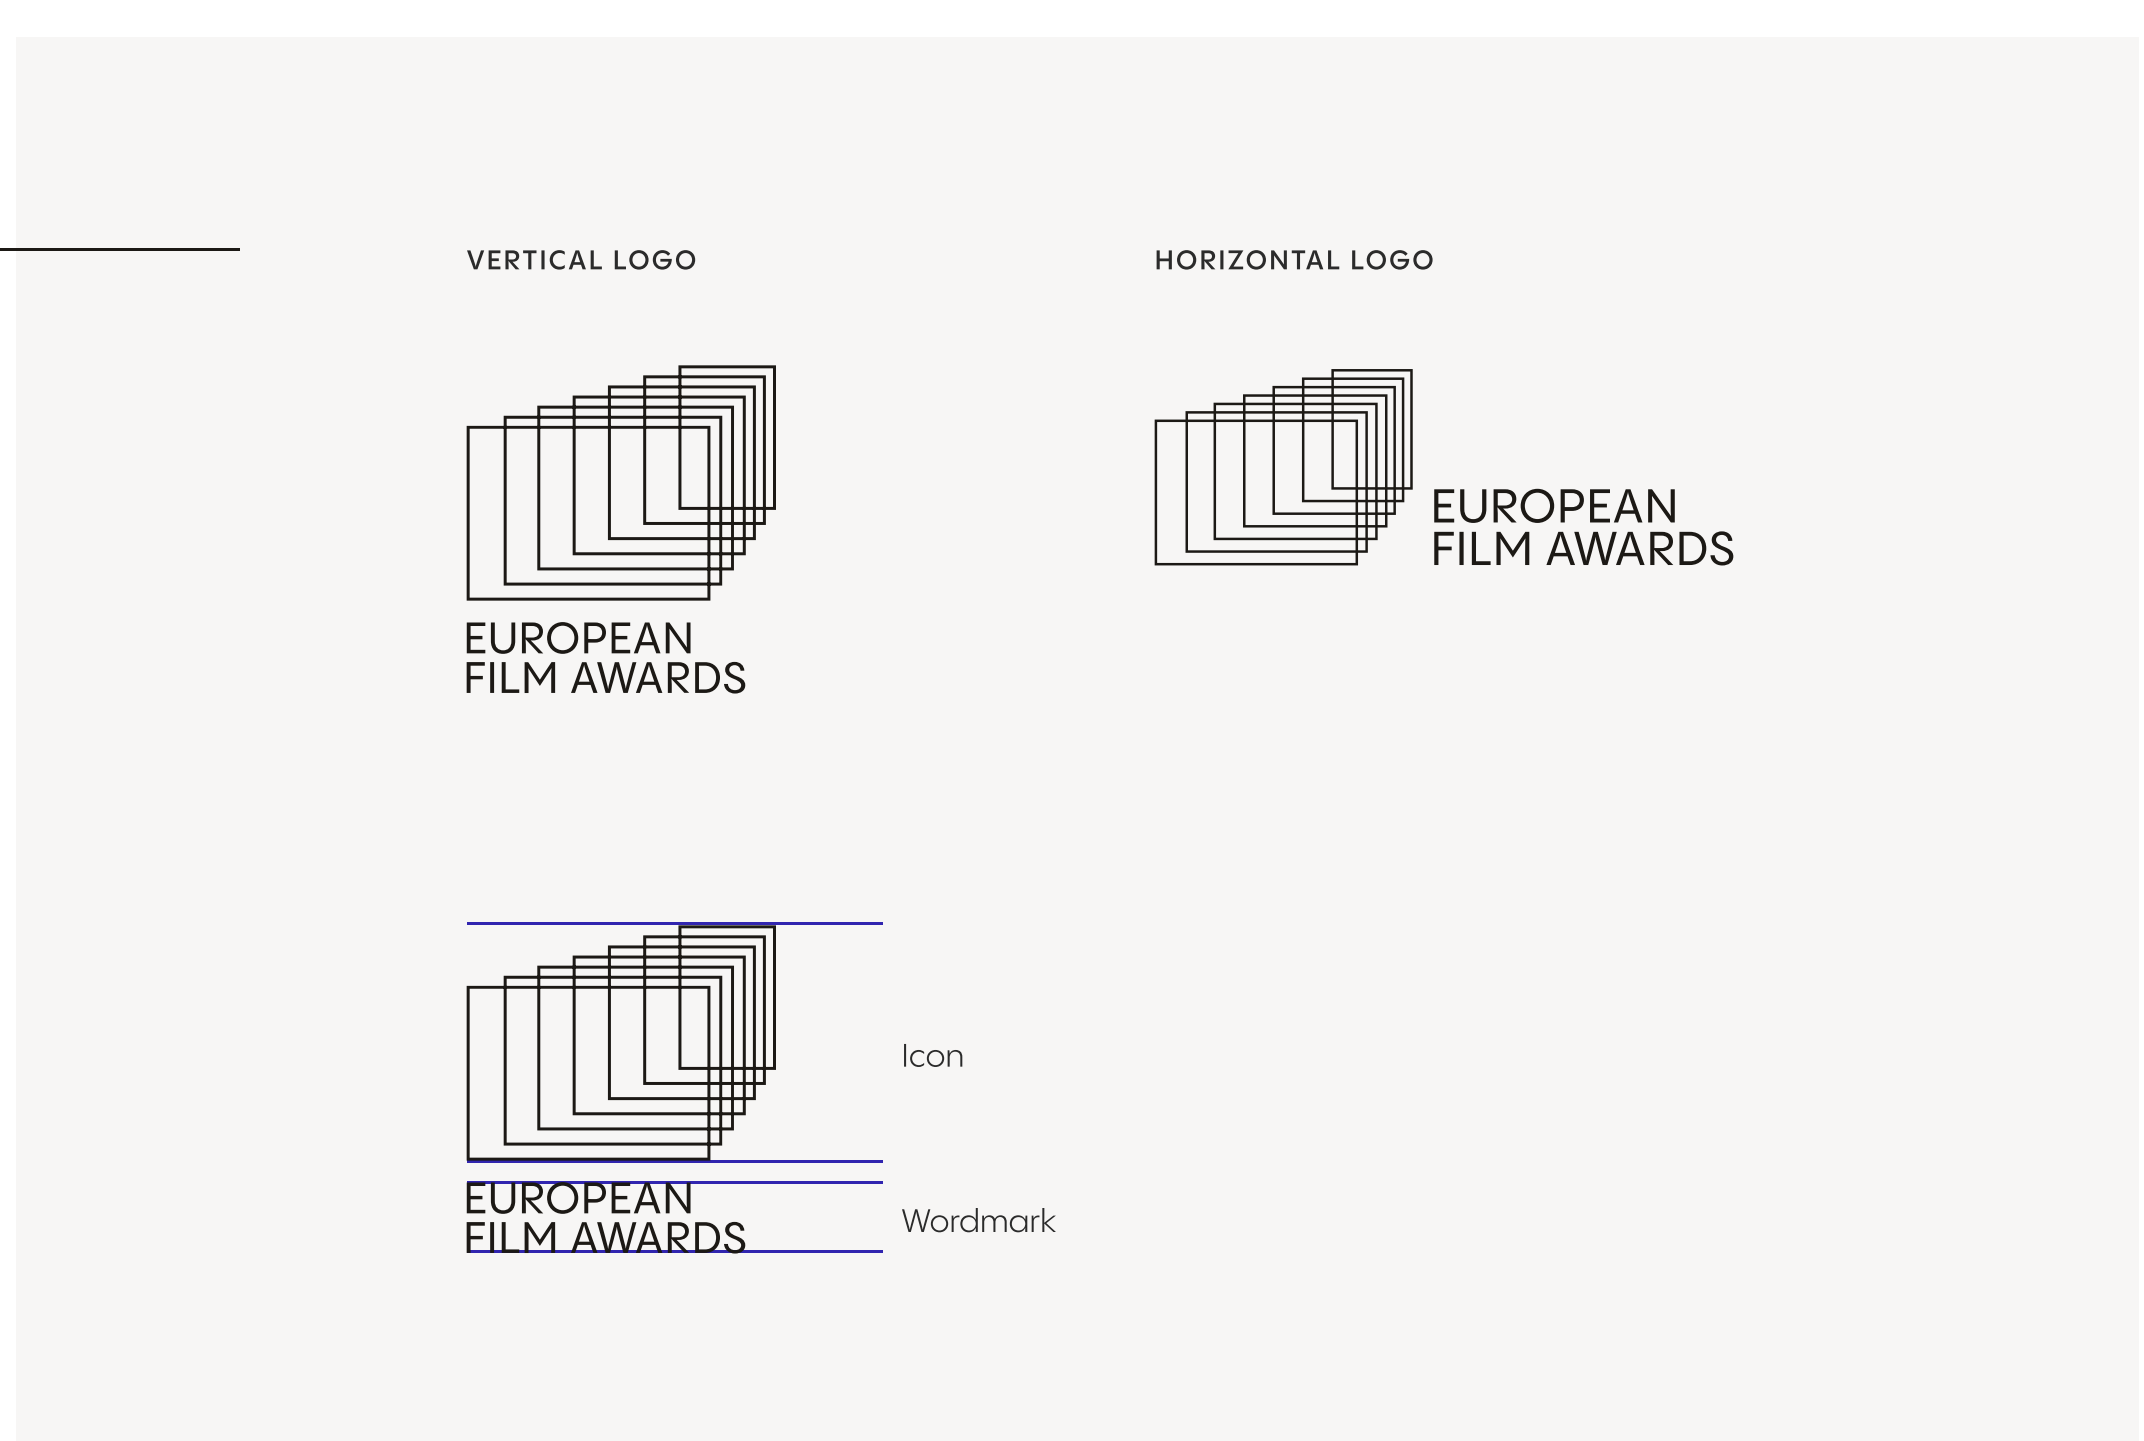 VERTICAL LOGO
HORIZONTAL LOGO
EUROPEAN
FILM AWARDS
EUROPEAN
FILM AWARDS
Icon
EUROPEAN
FILM AWARDS
Wordmark